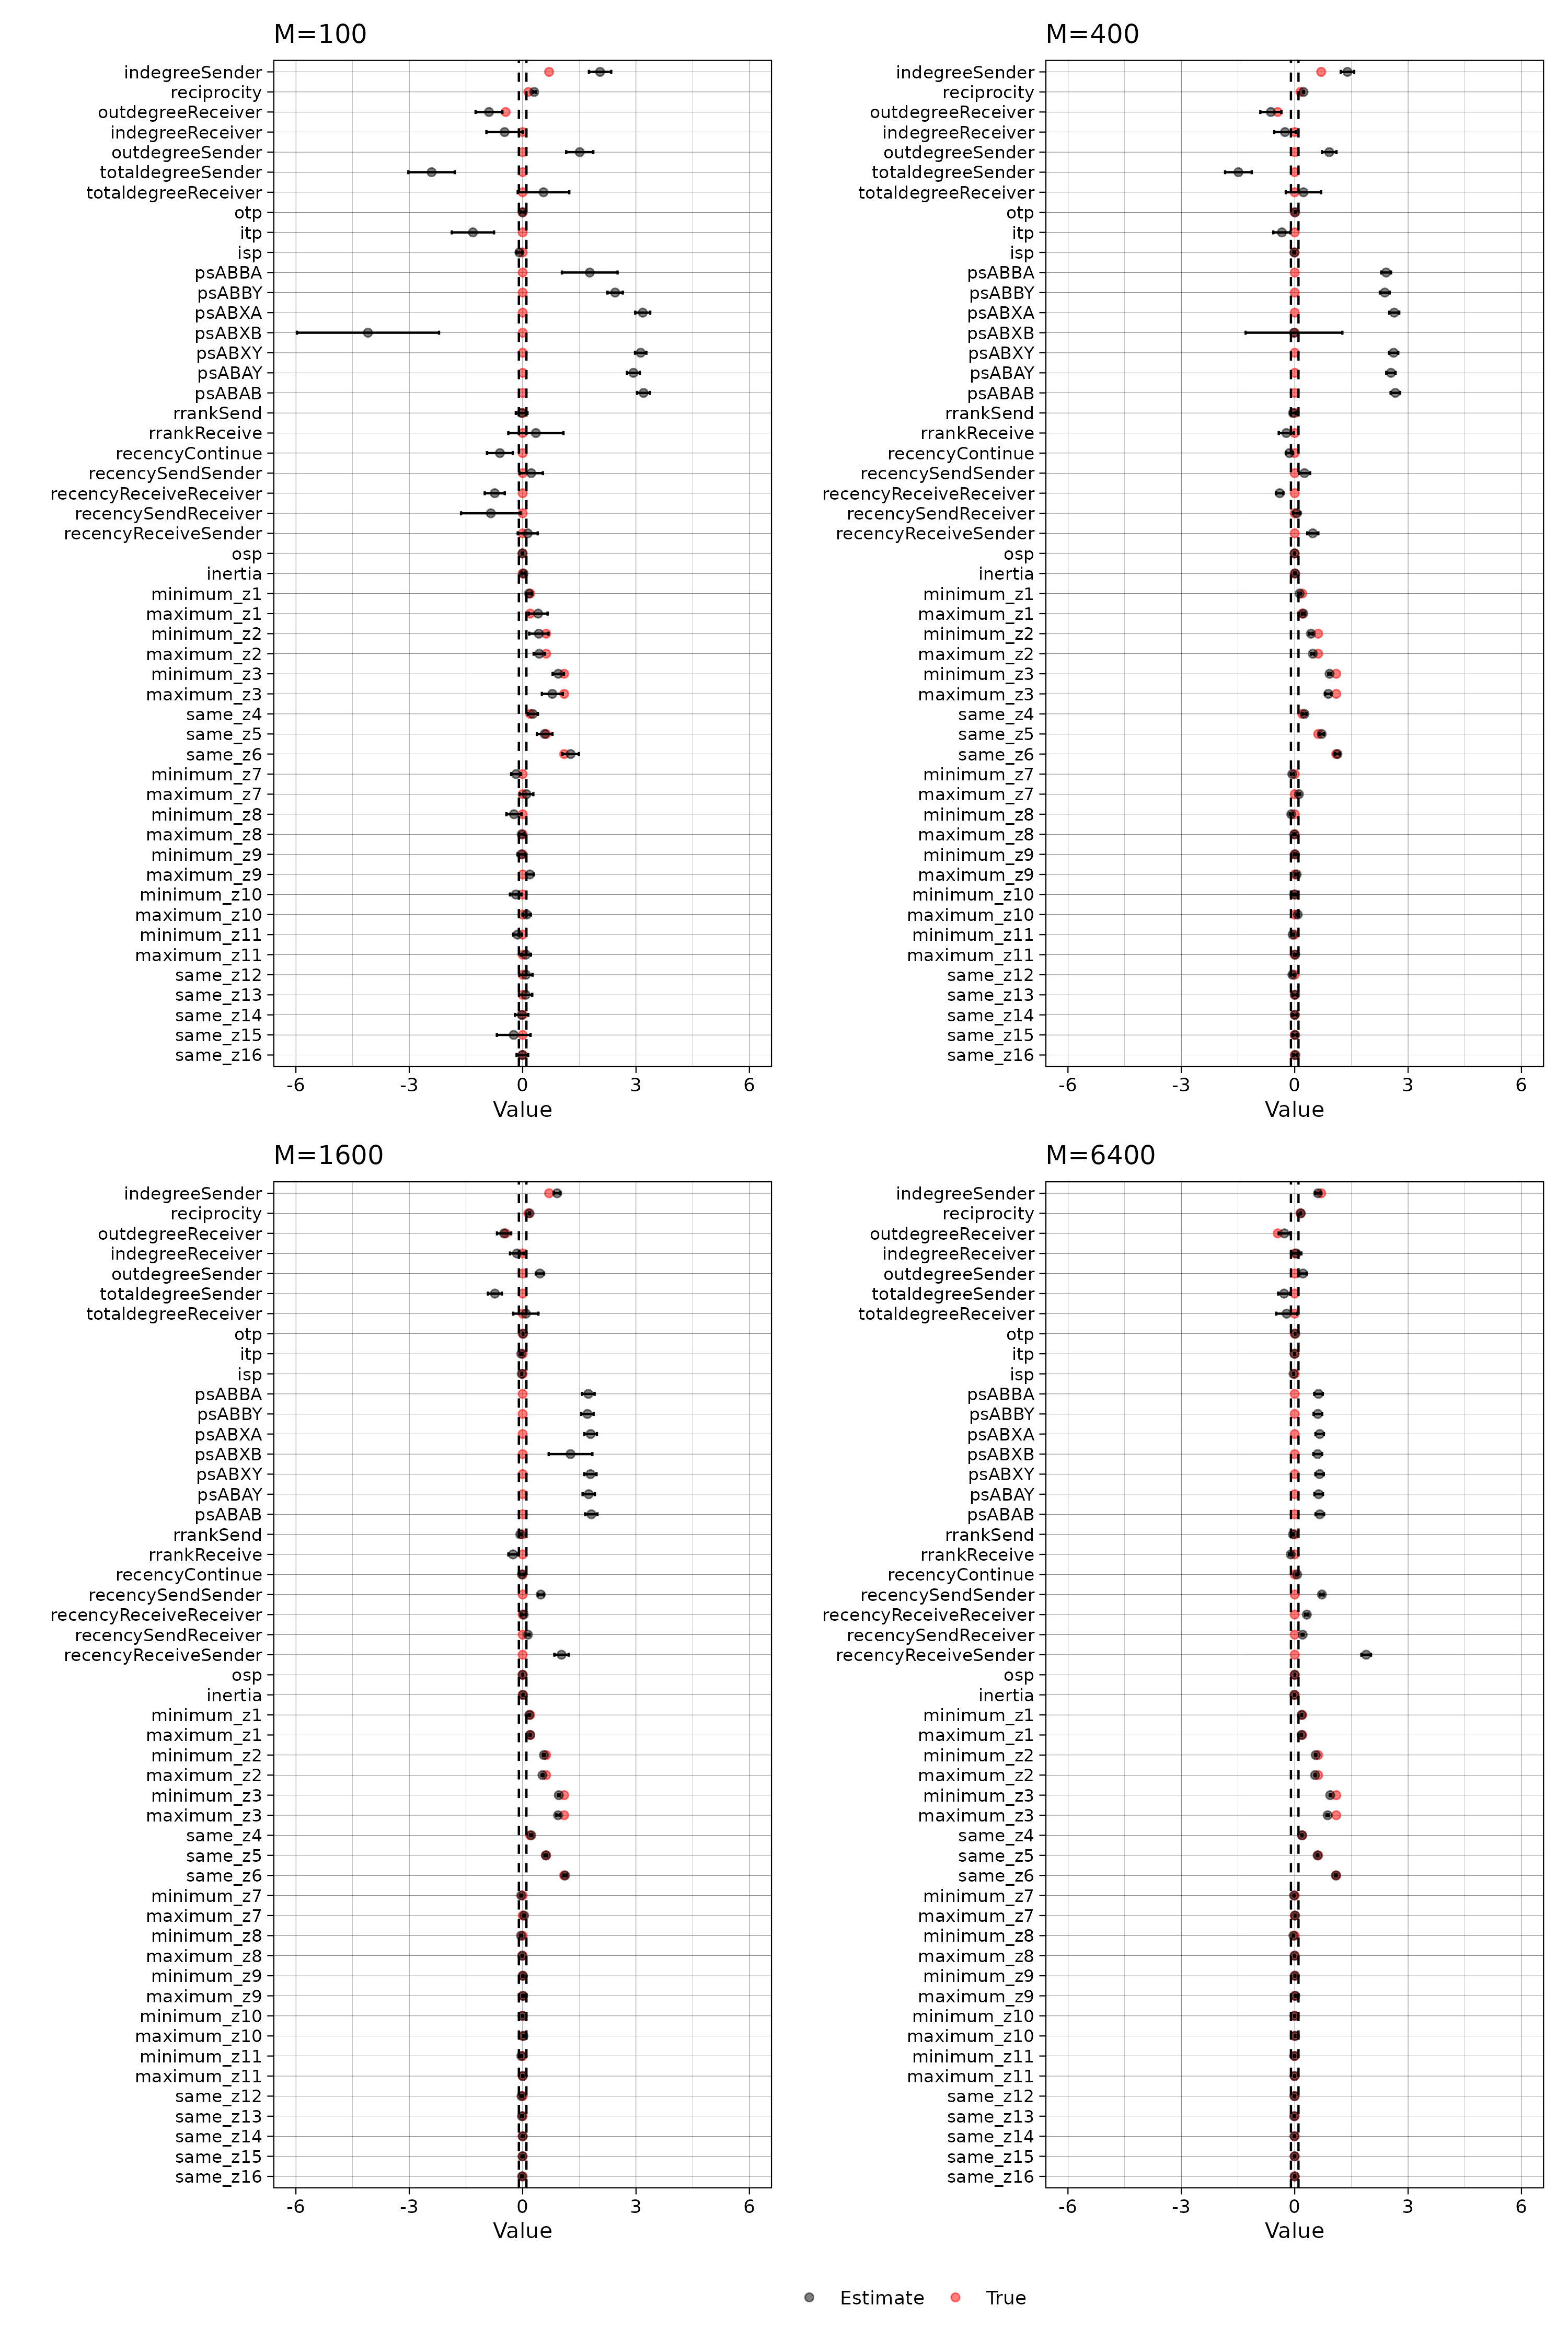 M=100
indegreeSender
reciprocity
outdegreeReceiver
indegreeReceiver
outdegreeSender
totaldegreeSender
totaldegreeReceiver
otp
itp
isp
psABBA
psABBY
psABXA
psABXB
psABXY
psABAY
psABAB
rrankSend
rrankReceive
recencyContinue
recencySendSender
recencyReceiveReceiver
recencySendReceiver
recencyReceiveSender
osp
inertia
minimum_z1
maximum_z1
minimum_z2
maximum_z2
minimum_z3
maximum_z3
same_z4
same_z5
same_z6
minimum_z7
maximum_z7
minimum_z8
maximum_z8
minimum_z9
maximum_z9
minimum_z10
maximum_z10
minimum_z11
maximum_z11
same_z12
same_z13
same_z14
same_z15
same_z16
-6 -3 0 3 6
Value
M=400
indegreeSender
reciprocity
outdegreeReceiver
indegreeReceiver
outdegreeSender
totaldegreeSender
totaldegreeReceiver
otp
itp
isp
psABBA
psABBY
psABXA
psABXB
psABXY
psABAY
psABAB
rrankSend
rrankReceive
recencyContinue
recencySendSender
recencyReceiveReceiver
recencySendReceiver
recencyReceiveSender
osp
inertia
minimum_z1
maximum_z1
minimum_z2
maximum_z2
minimum_z3
maximum_z3
same_z4
same_z5
same_z6
minimum_z7
maximum_z7
minimum_z8
maximum_z8
minimum_z9
maximum_z9
minimum_z10
maximum_z10
minimum_z11
maximum_z11
same_z12
same_z13
same_z14
same_z15
same_z16
-6 -3 0 3 6
Value
M=1600
indegreeSender
reciprocity
outdegreeReceiver
indegreeReceiver
outdegreeSender
totaldegreeSender
totaldegreeReceiver
otp
itp
isp
psABBA
psABBY
psABXA
psABXB
psABXY
psABAY
psABAB
rrankSend
rrankReceive
recencyContinue
recencySendSender
recencyReceiveReceiver
recencySendReceiver
recencyReceiveSender
osp
inertia
minimum_z1
maximum_z1
minimum_z2
maximum_z2
minimum_z3
maximum_z3
same_z4
same_z5
same_z6
minimum_z7
maximum_z7
minimum_z8
maximum_z8
minimum_z9
maximum_z9
minimum_z10
maximum_z10
minimum_z11
maximum_z11
same_z12
same_z13
same_z14
same_z15
same_z16
-6 -3 0 3 6
Value
M=6400
indegreeSender
reciprocity
outdegreeReceiver
indegreeReceiver
outdegreeSender
totaldegreeSender
totaldegreeReceiver
otp
itp
isp
psABBA
psABBY
psABXA
psABXB
psABXY
psABAY
psABAB
rrankSend
rrankReceive
recencyContinue
recencySendSender
recencyReceiveReceiver
recencySendReceiver
recencyReceiveSender
osp
inertia
minimum_z1
maximum_z1
minimum_z2
maximum_z2
minimum_z3
maximum_z3
same_z4
same_z5
same_z6
minimum_z7
maximum_z7
minimum_z8
maximum_z8
minimum_z9
maximum_z9
minimum_z10
maximum_z10
minimum_z11
maximum_z11
same_z12
same_z13
same_z14
same_z15
same_z16
-6 -3 0 3 6
Value
Estimate True